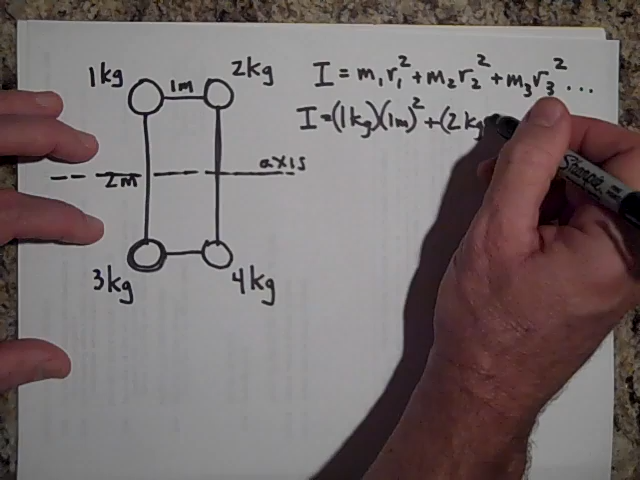 1kg 1m 2kg
2m axis
3kg 4kg
I = m₁r₁² + m₂r₂² + m₃r₃² ...
I = (1kg)(1m)² + (2kg
Sharpie